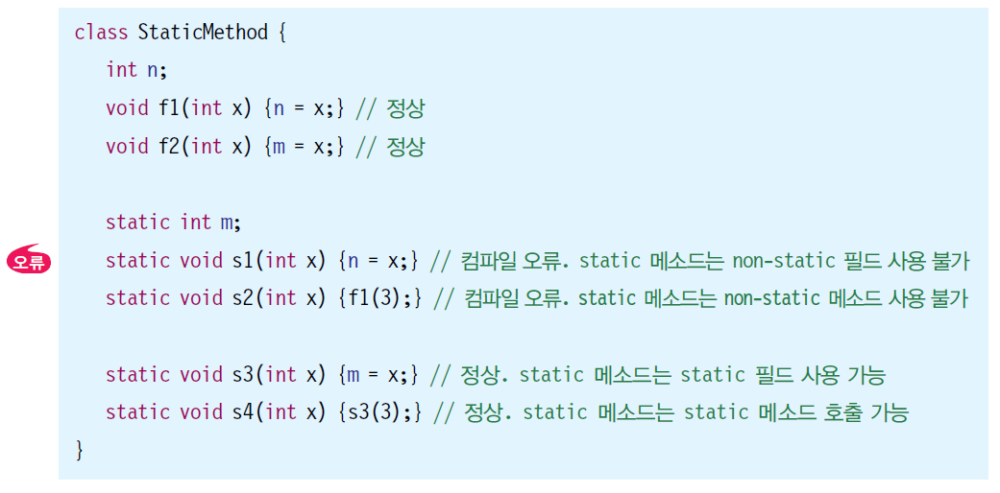 class StaticMethod {
int n;
void f1(int x) {n = x;} // 정상
void f2(int x) {m = x;} // 정상
static int m;
오류
static void s1(int x) {n = x;} // 컴파일 오류. static 메소드는 non-static 필드 사용 불가
static void s2(int x) {f1(3);} // 컴파일 오류. static 메소드는 non-static 메소드 사용 불가
static void s3(int x) {m = x;} // 정상. static 메소드는 static 필드 사용 가능
static void s4(int x) {s3(3);} // 정상. static 메소드는 static 메소드 호출 가능
}